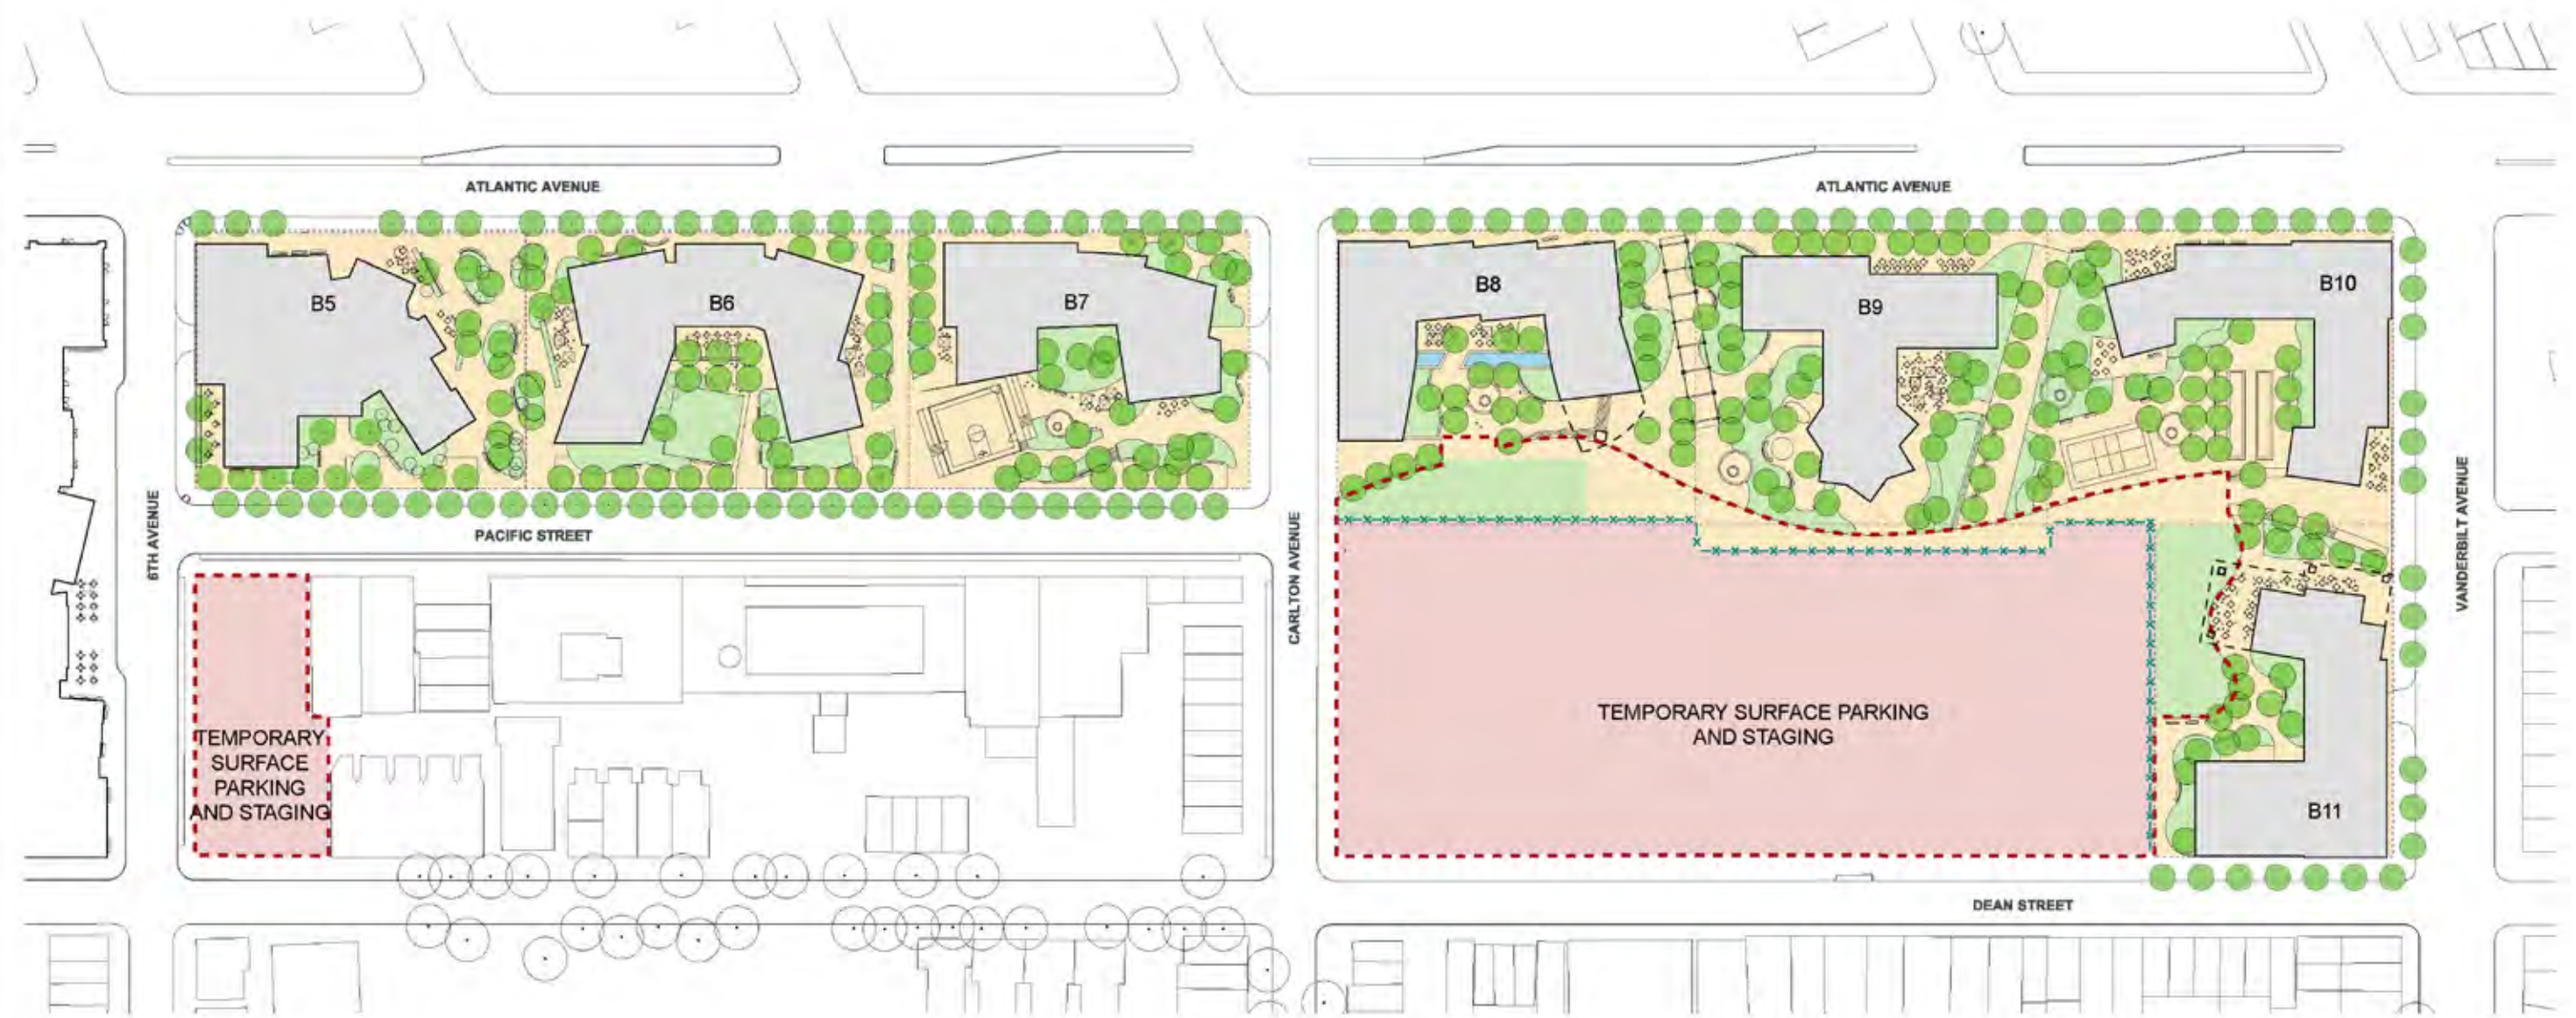 ATLANTIC AVENUE
ATLANTIC AVENUE
B5
B6
B7
B8
B9
B10
6TH AVENUE
PACIFIC STREET
CARLTON AVENUE
VANDERBILT AVENUE
TEMPORARY
SURFACE
PARKING
AND STAGING
TEMPORARY SURFACE PARKING
AND STAGING
B11
DEAN STREET